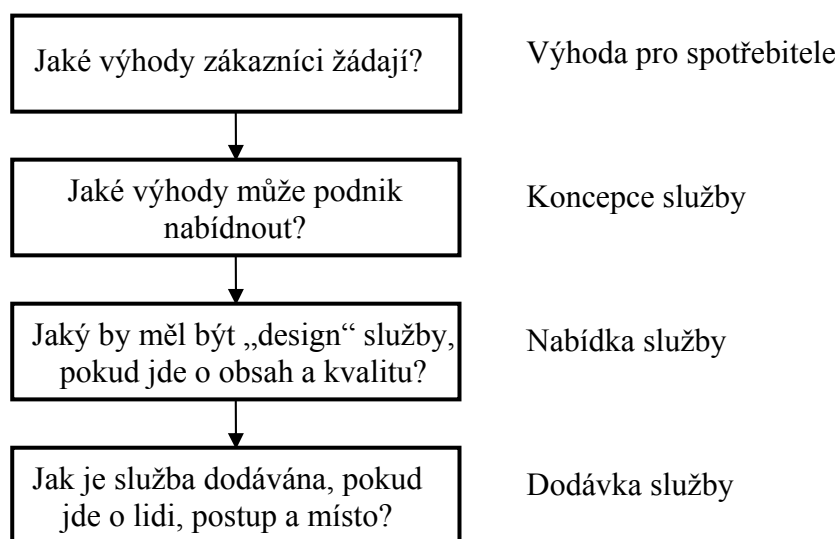 Jaké výhody zákazníci žádají?
Výhoda pro spotřebitele
Jaké výhody může podnik
nabídnout?
Koncepce služby
Jaký by měl být „design“ služby,
pokud jde o obsah a kvalitu?
Nabídka služby
Jak je služba dodávána, pokud
jde o lidi, postup a místo?
Dodávka služby